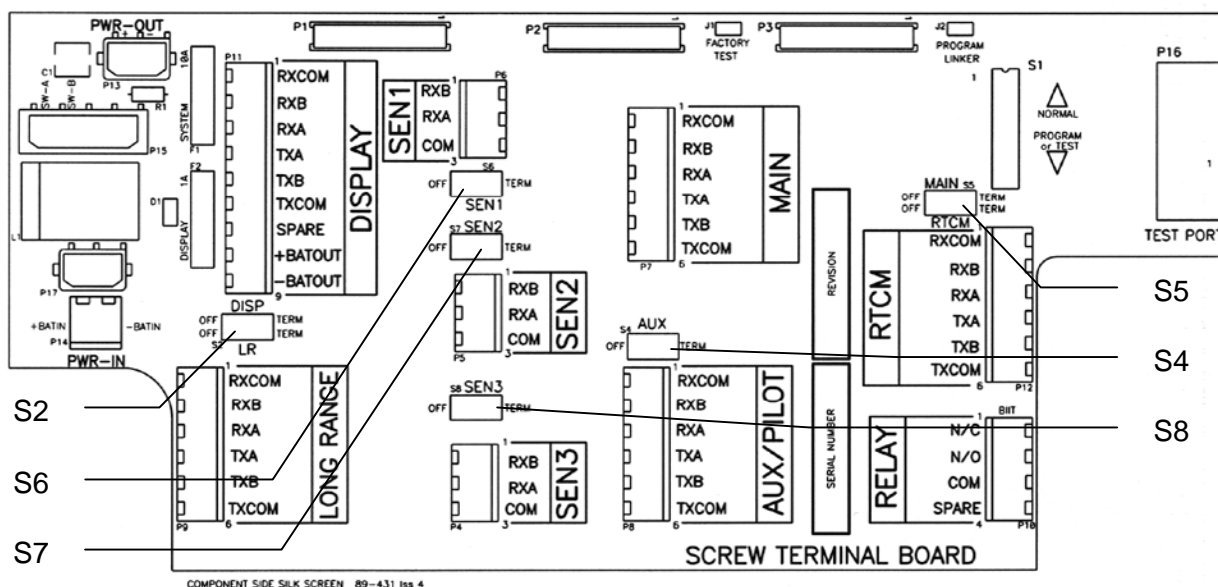 PWR-OUT
+ -
C1
P13
SW-A
SW-B
R1
P15
10A
SYSTEM
F1
F2
1A
DISPLAY
D1
L1
P17
+BATIN
-BATIN
P14
PWR-IN
P11
1
RXCOM
RXB
RXA
TXA
TXB
TXCOM
SPARE
+BATOUT
-BATOUT
9
DISPLAY
DISP
OFF TERM
OFF TERM
S2
LR
1
RXCOM
RXB
RXA
TXA
TXB
TXCOM
P9
6
LONG RANGE
P1
1
P2
J1
FACTORY
TEST
P3
J2
PROGRAM
LINKER
SEN1
1
P6
RXB
RXA
COM
3
S6
OFF TERM
SEN1
S7 SEN2
OFF TERM
1
RXB
RXA
COM
P5
3
SEN2
S8 SEN3
OFF TERM
1
RXB
RXA
COM
P4
3
SEN3
1
RXCOM
RXB
RXA
TXA
TXB
TXCOM
P7
6
MAIN
S4 AUX
OFF TERM
1
RXCOM
RXB
RXA
TXA
TXB
TXCOM
P8
6
AUX/PILOT
REVISION
SERIAL NUMBER
S1
1
NORMAL
PROGRAM
or TEST
P16
1
TEST PORT
MAIN S5
OFF TERM
OFF TERM
RTCM
1
RXCOM
RXB
RXA
TXA
TXB
TXCOM
6
P12
RTCM
BIIT
1
N/C
N/O
COM
SPARE
4
P10
RELAY
S2
S6
S7
S5
S4
S8
SCREW TERMINAL BOARD
COMPONENT SIDE SILK SCREEN 89-431 Iss 4